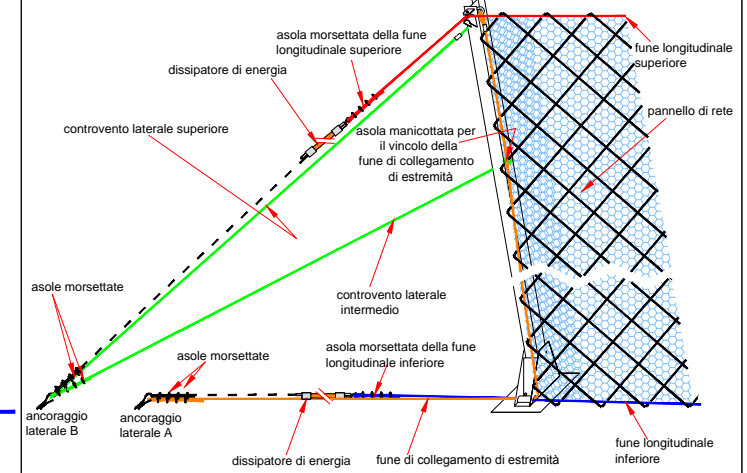 asola morsettata della fune
longitudinale superiore
fune longitudinale
superiore
dissipatore di energia
pannello di rete
controvento laterale superiore
asola manicottata per
il vincolo della
fune di collegamento
di estremità
asole morsettate
controvento laterale
intermedio
asola morsettata della fune
longitudinale inferiore
asole morsettate
ancoraggio
laterale B
ancoraggio
laterale A
dissipatore di energia
fune di collegamento di estremità
fune longitudinale
inferiore